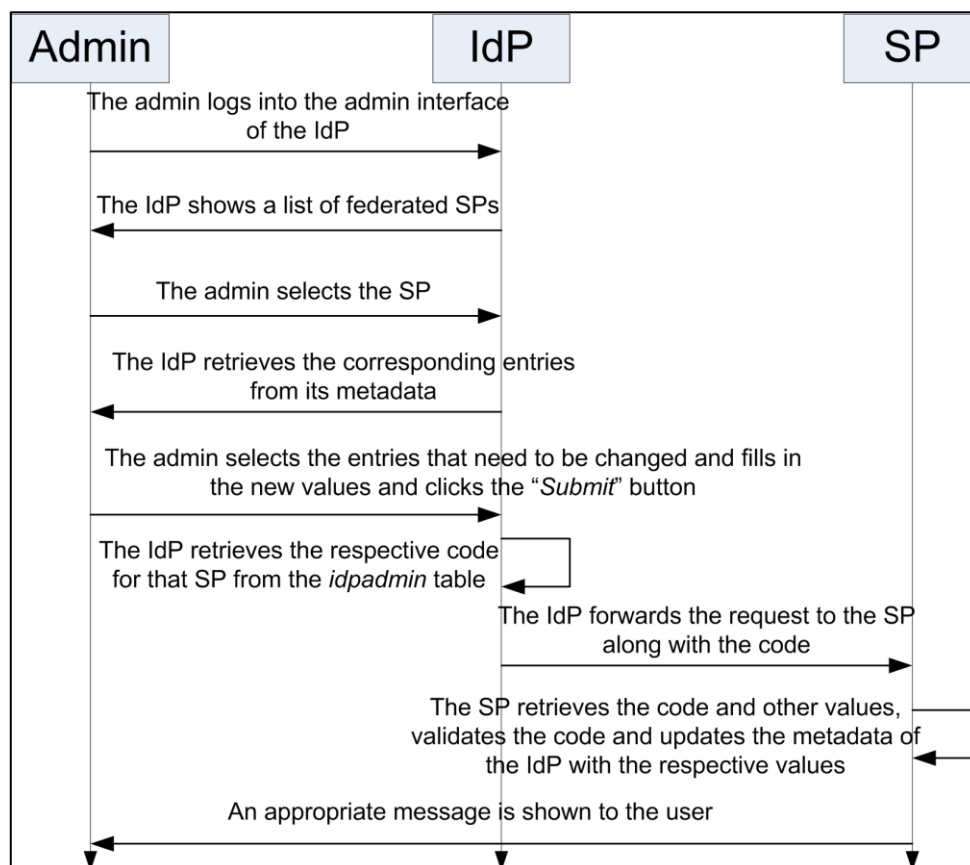 Admin
IdP
SP
The admin logs into the admin interface
of the IdP
The IdP shows a list of federated SPs
The admin selects the SP
The IdP retrieves the corresponding entries
from its metadata
The admin selects the entries that need to be changed and fills in
the new values and clicks the “Submit” button
The IdP retrieves the respective code
for that SP from the idpadmin table
The IdP forwards the request to the SP
along with the code
The SP retrieves the code and other values,
validates the code and updates the metadata of
the IdP with the respective values
An appropriate message is shown to the user